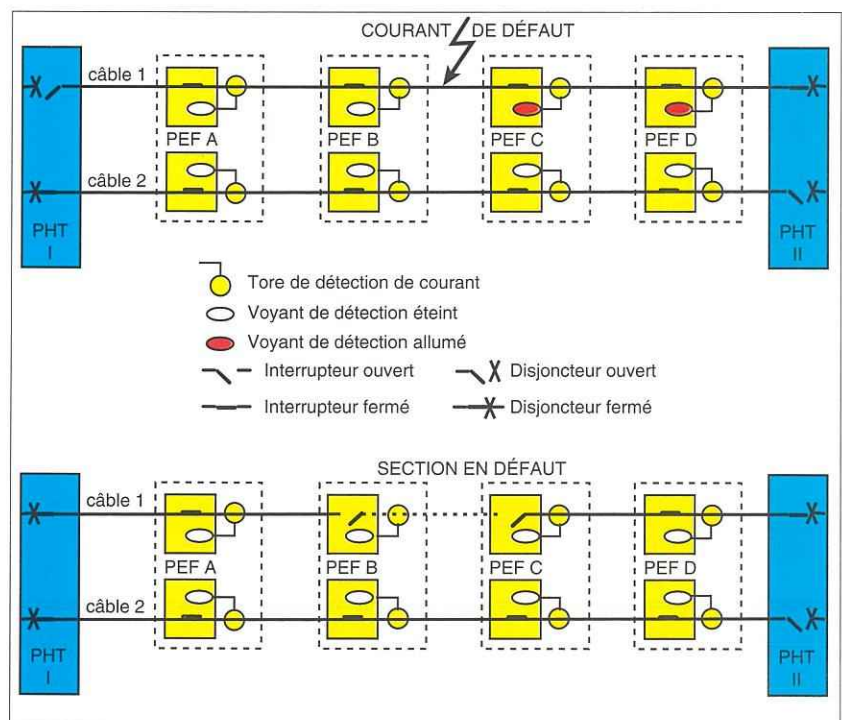 COURANT DE DÉFAUT
câble 1
PEF A
PEF B
PEF C
PEF D
câble 2
PHT
I
PHT
II
Tore de détection de courant
Voyant de détection éteint
Voyant de détection allumé
Interrupteur ouvert
Disjoncteur ouvert
Interrupteur fermé
Disjoncteur fermé
SECTION EN DÉFAUT
câble 1
PEF A
PEF B
PEF C
PEF D
câble 2
PHT
I
PHT
II